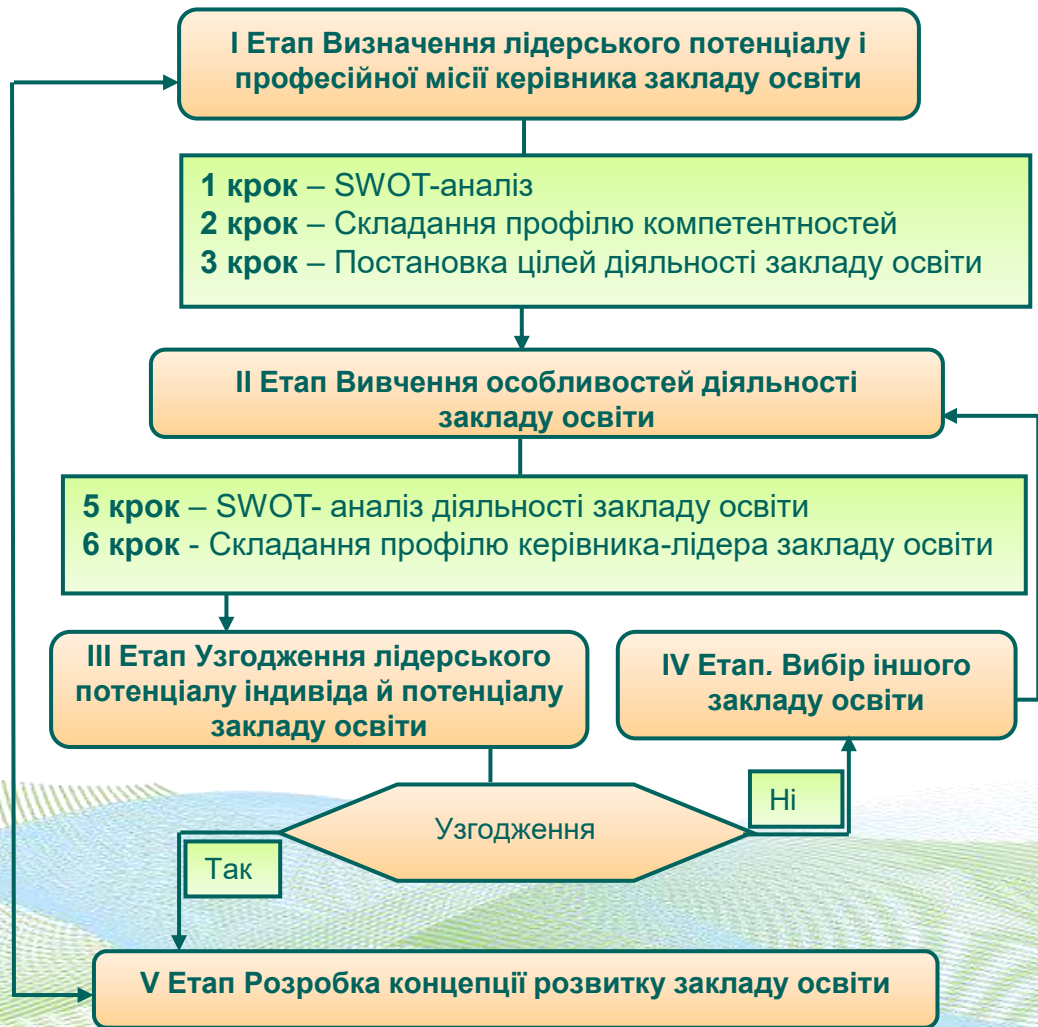 I Етап Визначення лідерського потенціалу і
професійної місії керівника закладу освіти
1 крок – SWOT-аналіз
2 крок – Складання профілю компетентностей
3 крок – Постановка цілей діяльності закладу освіти
II Етап Вивчення особливостей діяльності
закладу освіти
5 крок – SWOT- аналіз діяльності закладу освіти
6 крок - Складання профілю керівника-лідера закладу освіти
III Етап Узгодження лідерського
потенціалу індивіда й потенціалу
закладу освіти
IV Етап. Вибір іншого
закладу освіти
Ні
Узгодження
Так
V Етап Розробка концепції розвитку закладу освіти